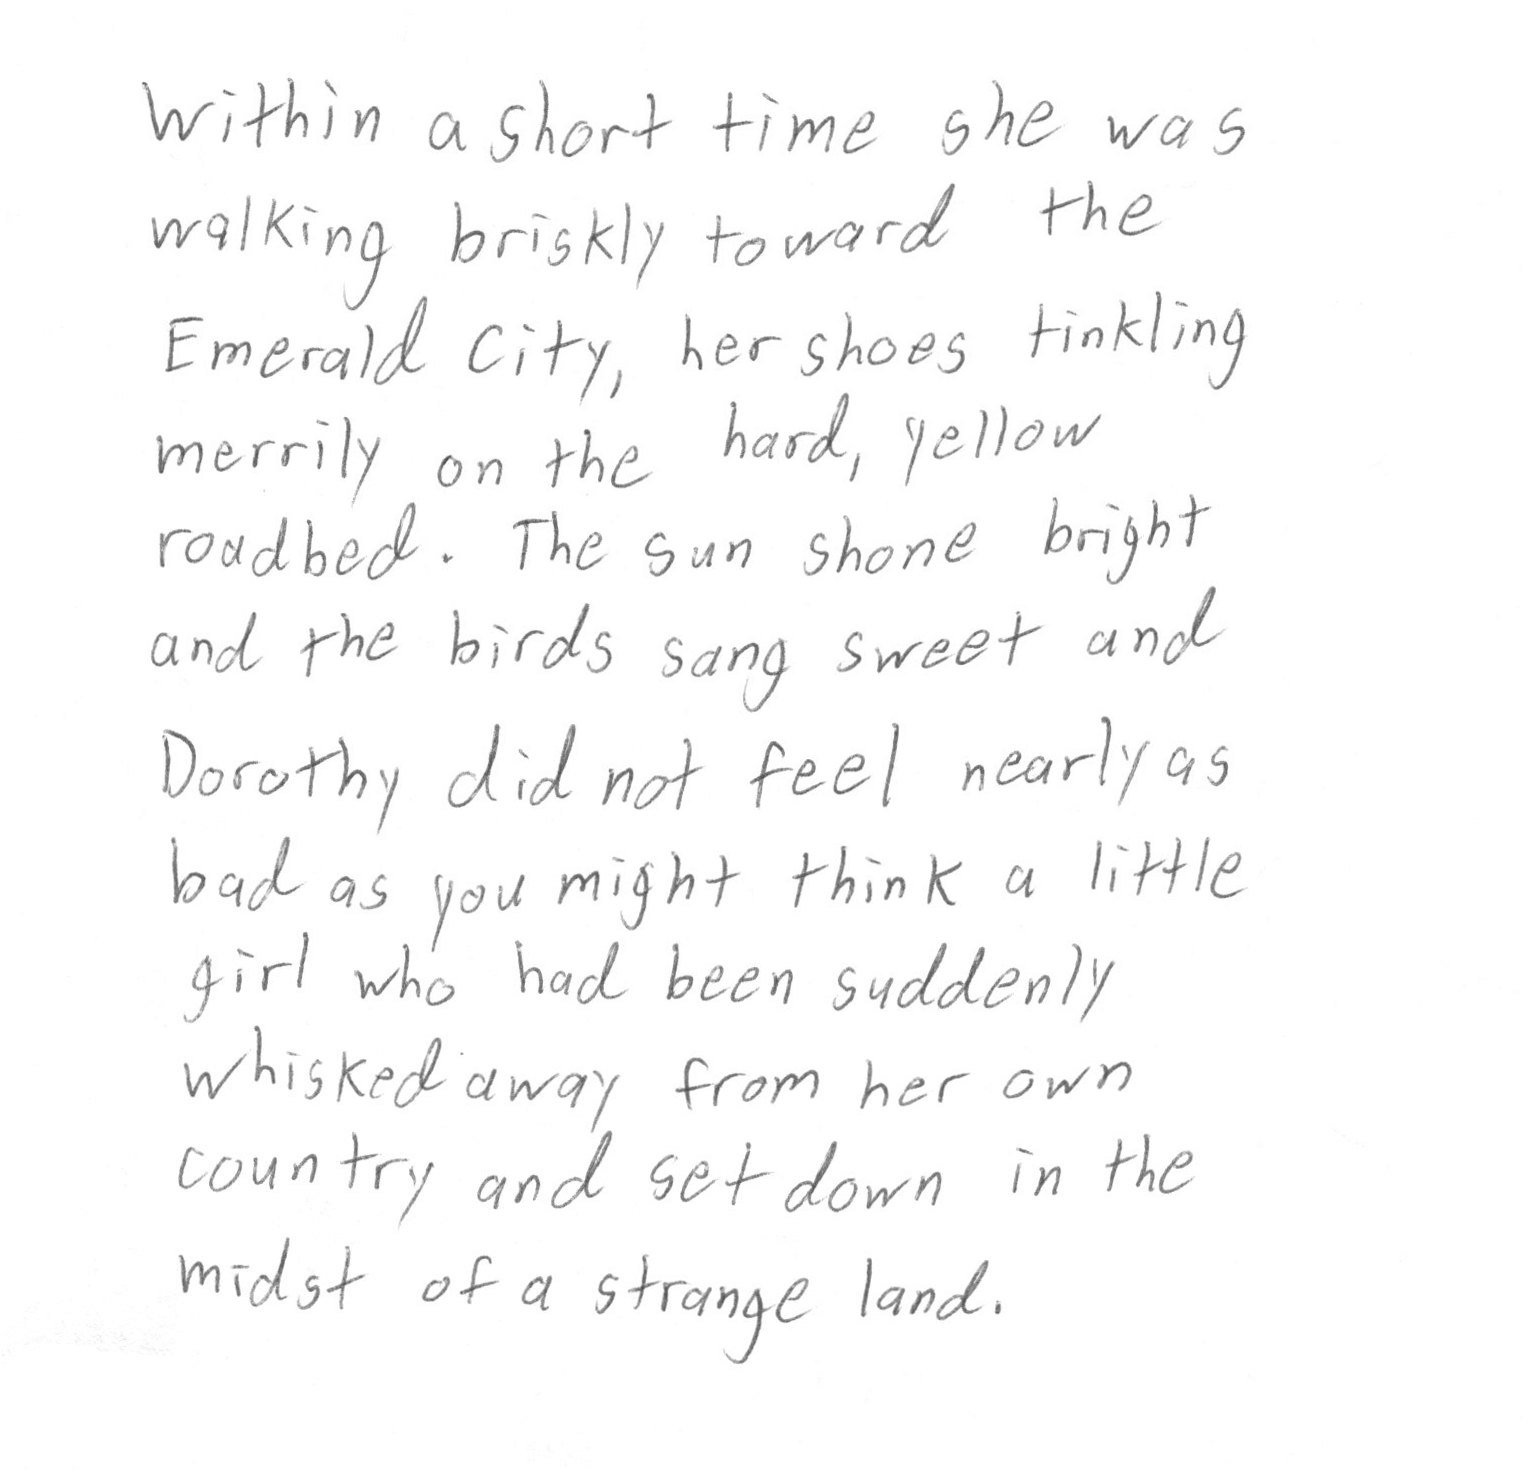 Within a short time she was
walking briskly toward the
Emerald City, her shoes tinkling
merrily on the hard, yellow
roadbed. The sun shone bright
and the birds sang sweet and
Dorothy did not feel nearly as
bad as you might think a little
girl who had been suddenly
whisked away from her own
country and set down in the
midst of a strange land.